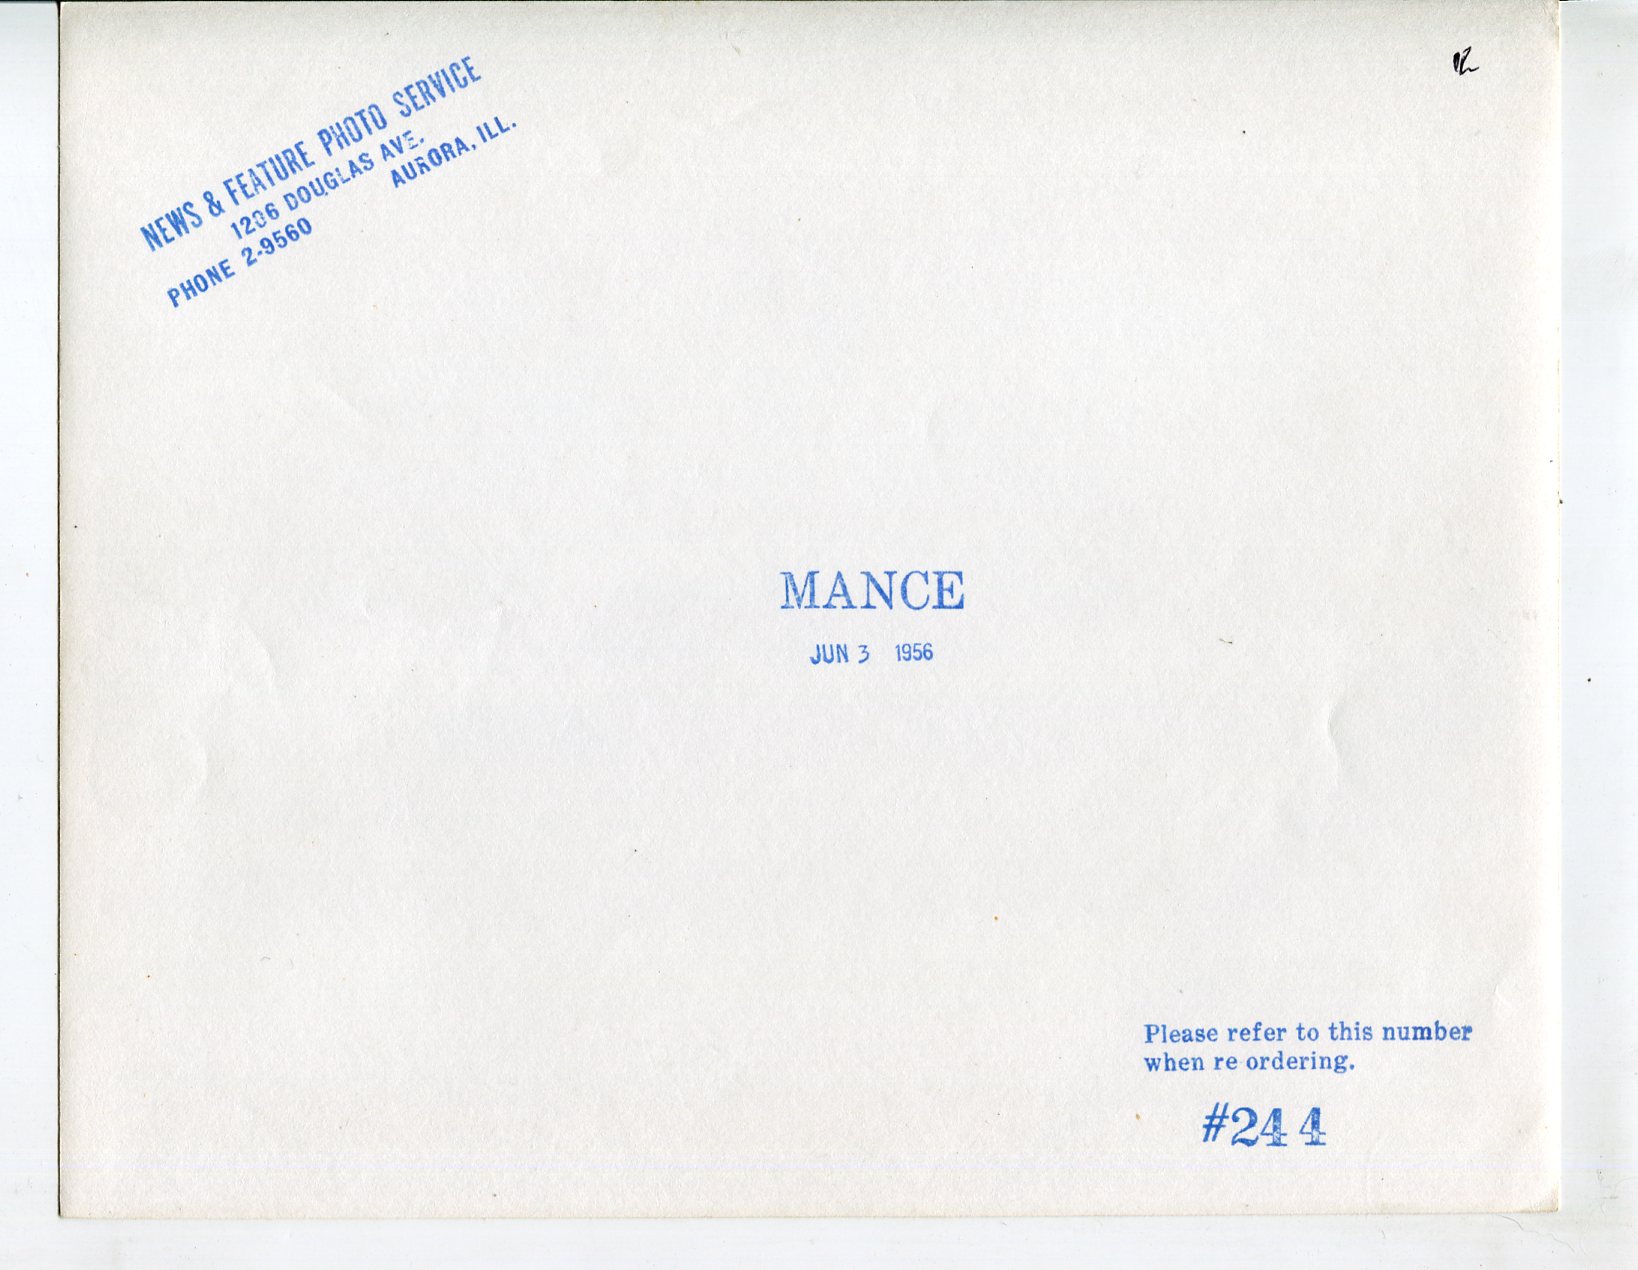 NEWS & FEATURE PHOTO SERVICE
1206 DOUGLAS AVE.
AURORA, ILL.
PHONE 2-9560
MANCE
JUN 3 1956
Please refer to this number
when re-ordering.
#244